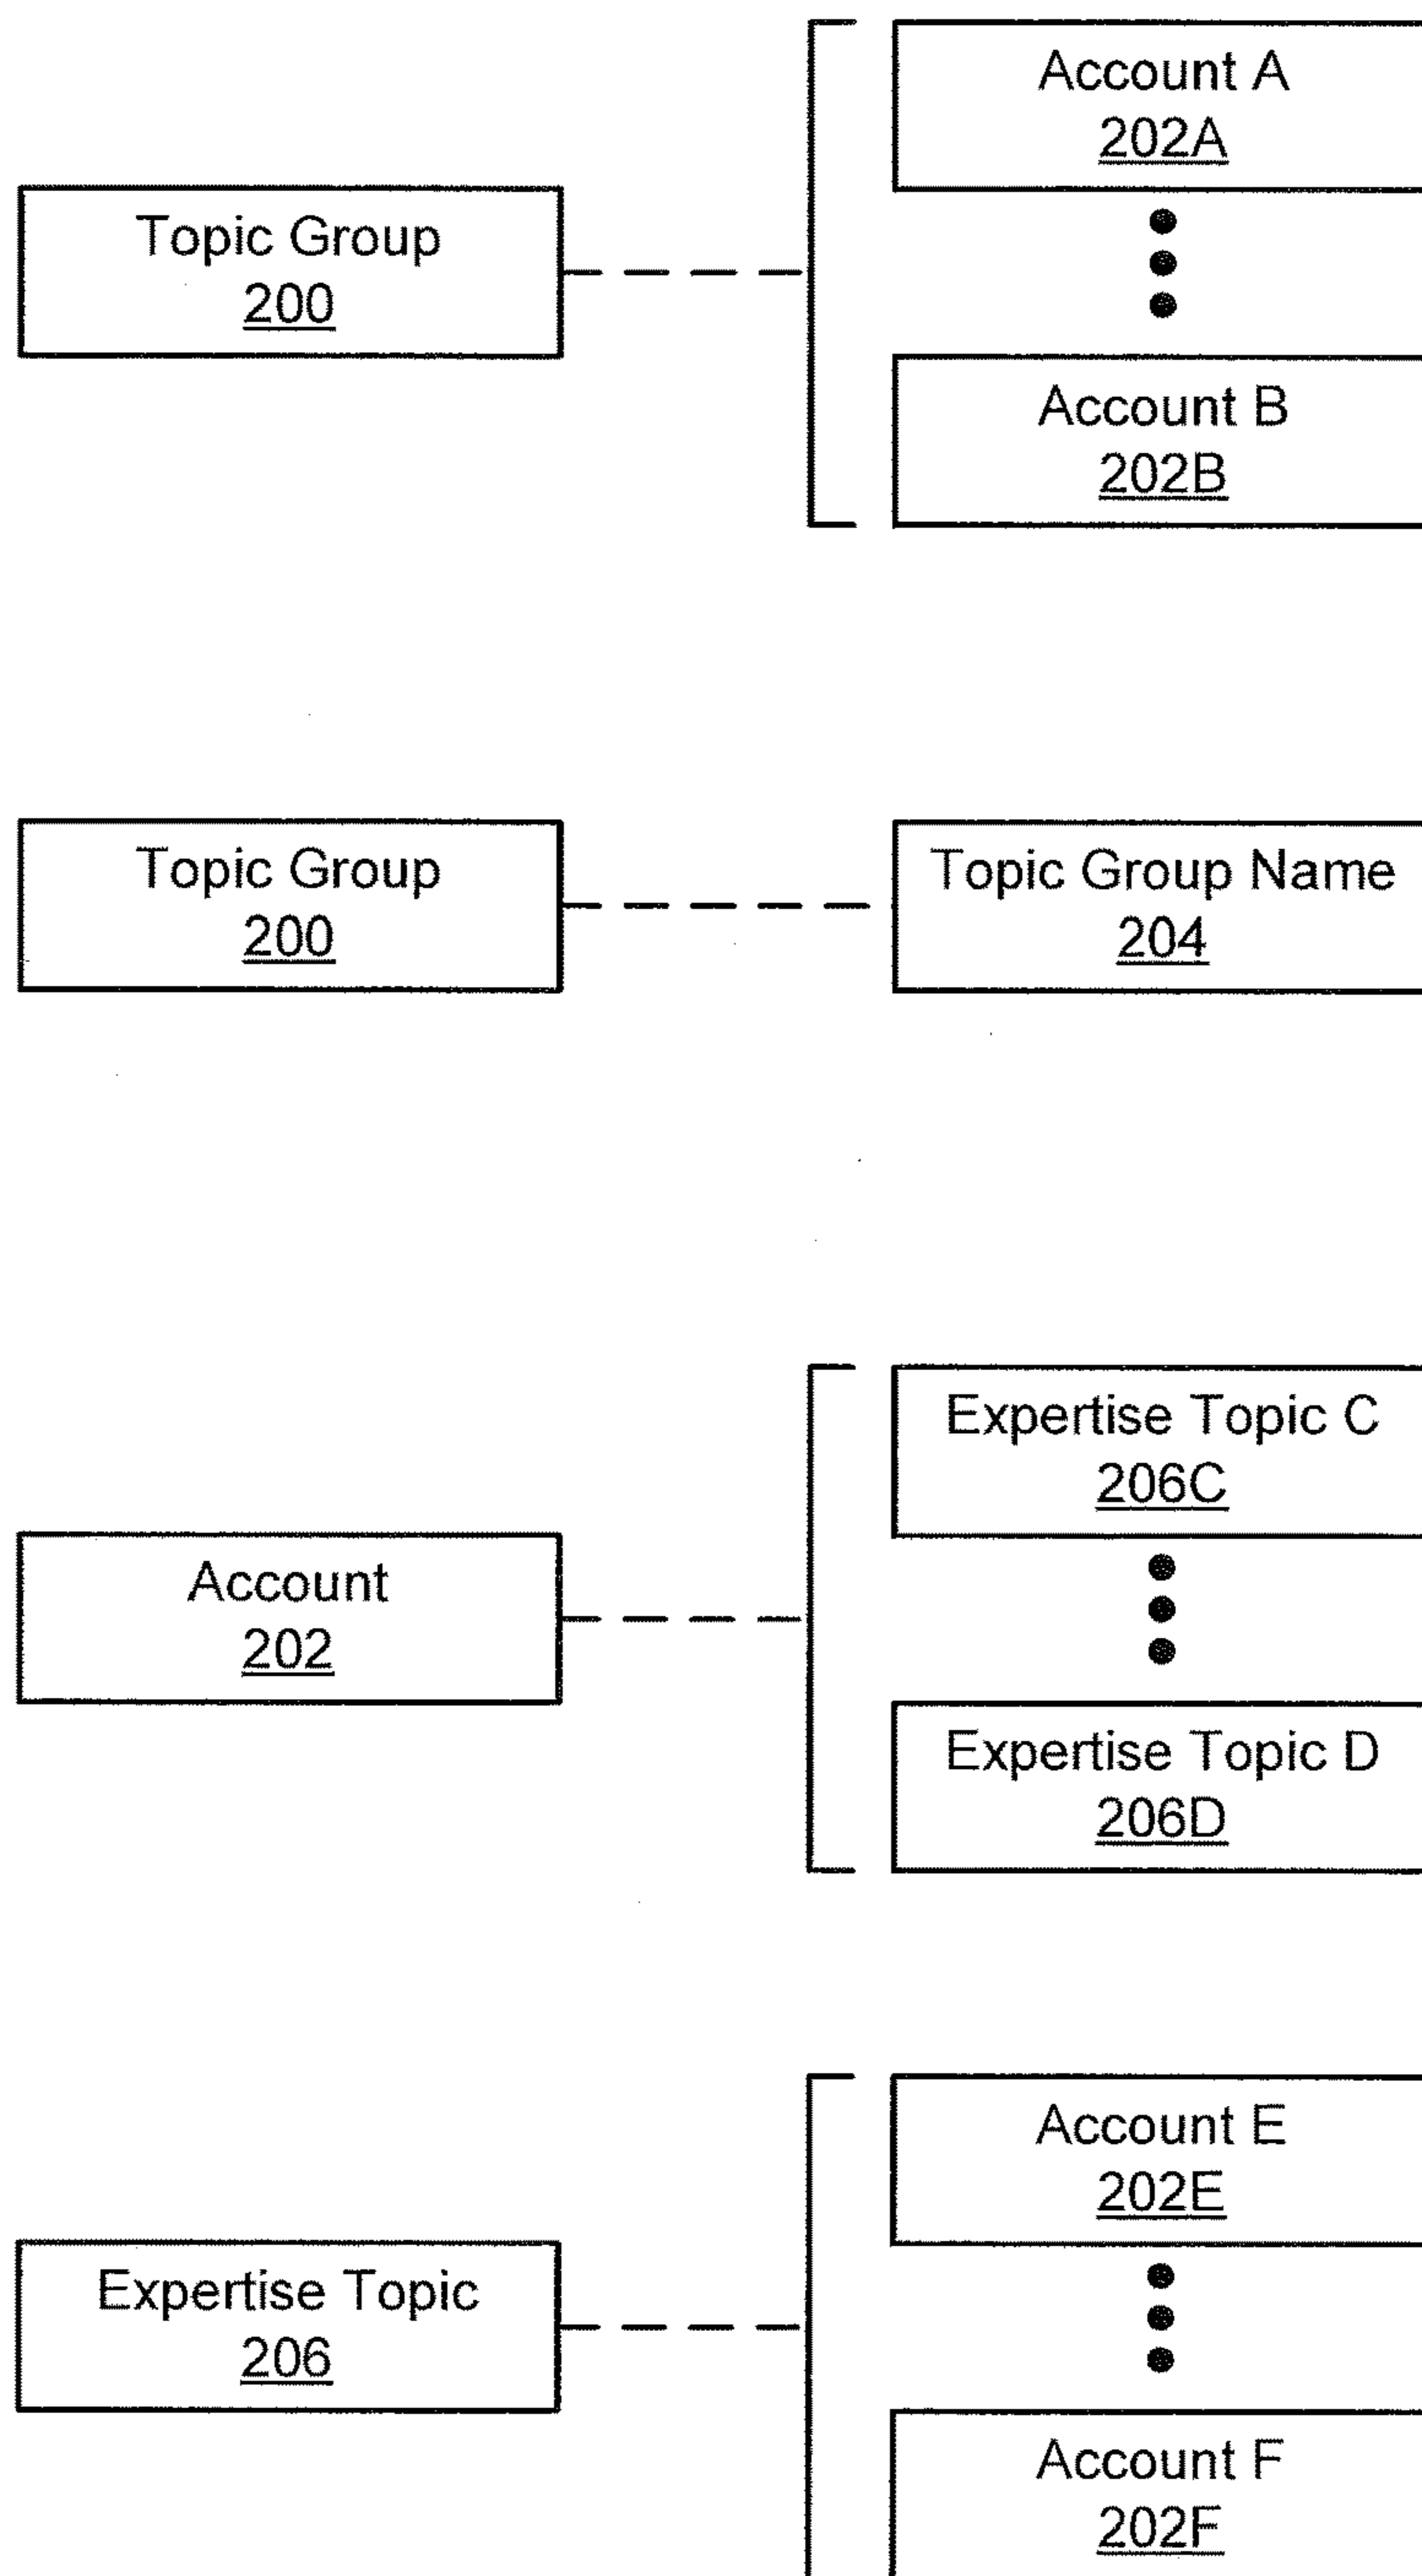 Account A
202A
Topic Group
200
Account B
202B
Topic Group
200
Topic Group Name
204
Expertise Topic C
206C
Account
202
Expertise Topic D
206D
Account E
202E
Expertise Topic
206
Account F
202F